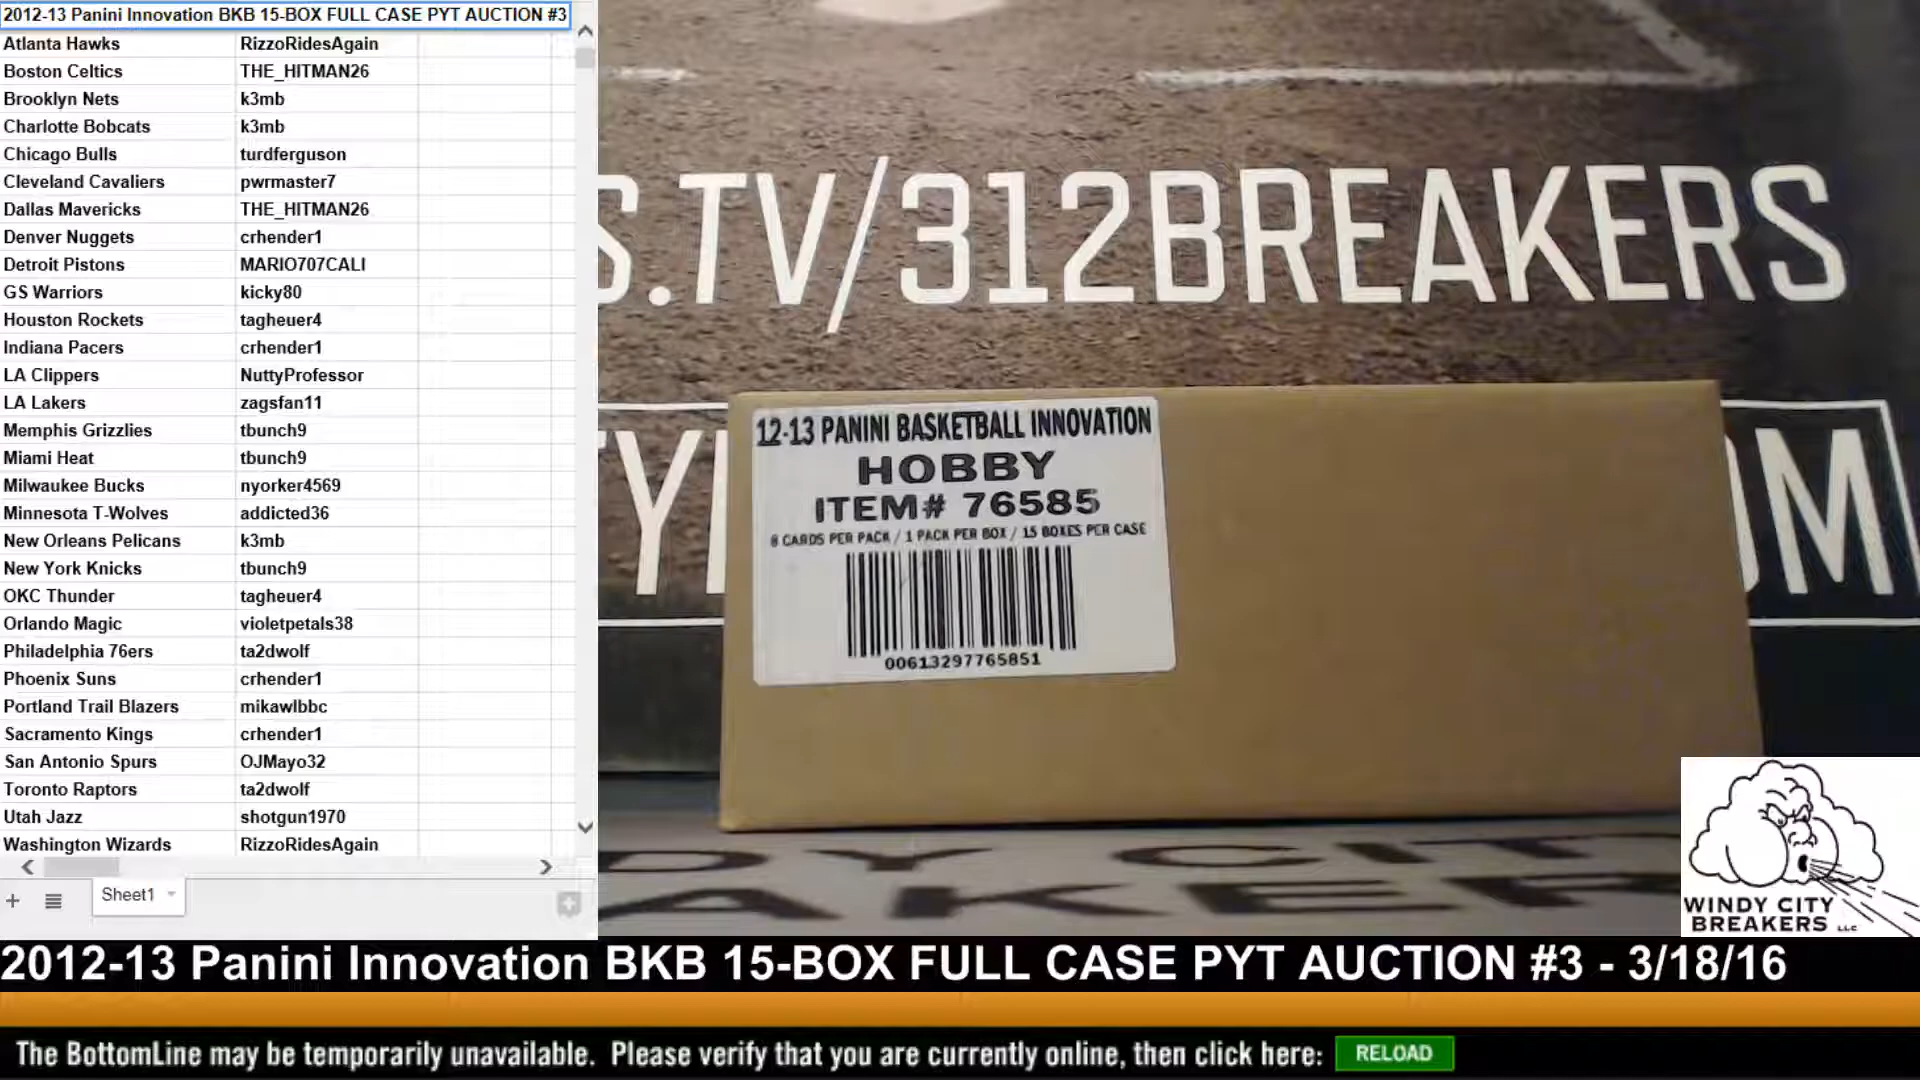 2012-13 Panini Innovation BKB 15-BOX FULL CASE PYT AUCTION #3
Atlanta Hawks RizzoRidesAgain
Boston Celtics THE_HITMAN26
Brooklyn Nets k3mb
Charlotte Bobcats k3mb
Chicago Bulls turdferguson
Cleveland Cavaliers pwrmaster7
Dallas Mavericks THE_HITMAN26
Denver Nuggets crhender1
Detroit Pistons MARIO707CALI
GS Warriors kicky80
Houston Rockets tagheuer4
Indiana Pacers crhender1
LA Clippers NuttyProfessor
LA Lakers zagsfan11
Memphis Grizzlies tbunch9
Miami Heat tbunch9
Milwaukee Bucks nyorker4569
Minnesota T-Wolves addicted36
New Orleans Pelicans k3mb
New York Knicks tbunch9
OKC Thunder tagheuer4
Orlando Magic violetpetals38
Philadelphia 76ers ta2dwolf
Phoenix Suns crhender1
Portland Trail Blazers mikawlbbc
Sacramento Kings crhender1
San Antonio Spurs OJMayo32
Toronto Raptors ta2dwolf
Utah Jazz shotgun1970
Washington Wizards RizzoRidesAgain
Sheet1
S.TV/312BREAKERS
12-13 PANINI BASKETBALL INNOVATION
HOBBY
ITEM# 76585
8 CARDS PER PACK / 1 PACK PER BOX / 15 BOXES PER CASE
00613297765851
DY CIT
AKER
WINDY CITY
BREAKERS LLC
2012-13 Panini Innovation BKB 15-BOX FULL CASE PYT AUCTION #3 - 3/18/16
The BottomLine may be temporarily unavailable. Please verify that you are currently online, then click here: RELOAD